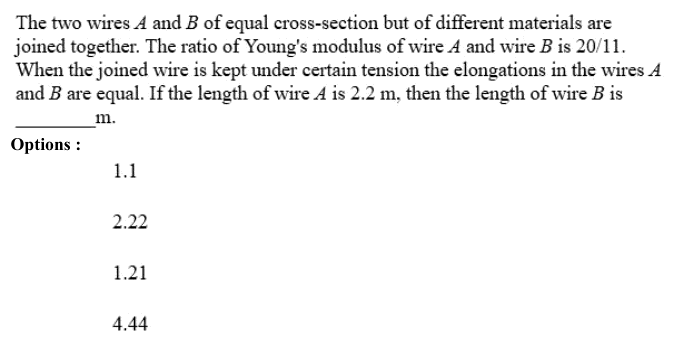 The two wires A and B of equal cross-section but of different materials are
joined together. The ratio of Young's modulus of wire A and wire B is 20/11.
When the joined wire is kept under certain tension the elongations in the wires A
and B are equal. If the length of wire A is 2.2 m, then the length of wire B is
________m.
Options :
1.1
2.22
1.21
4.44